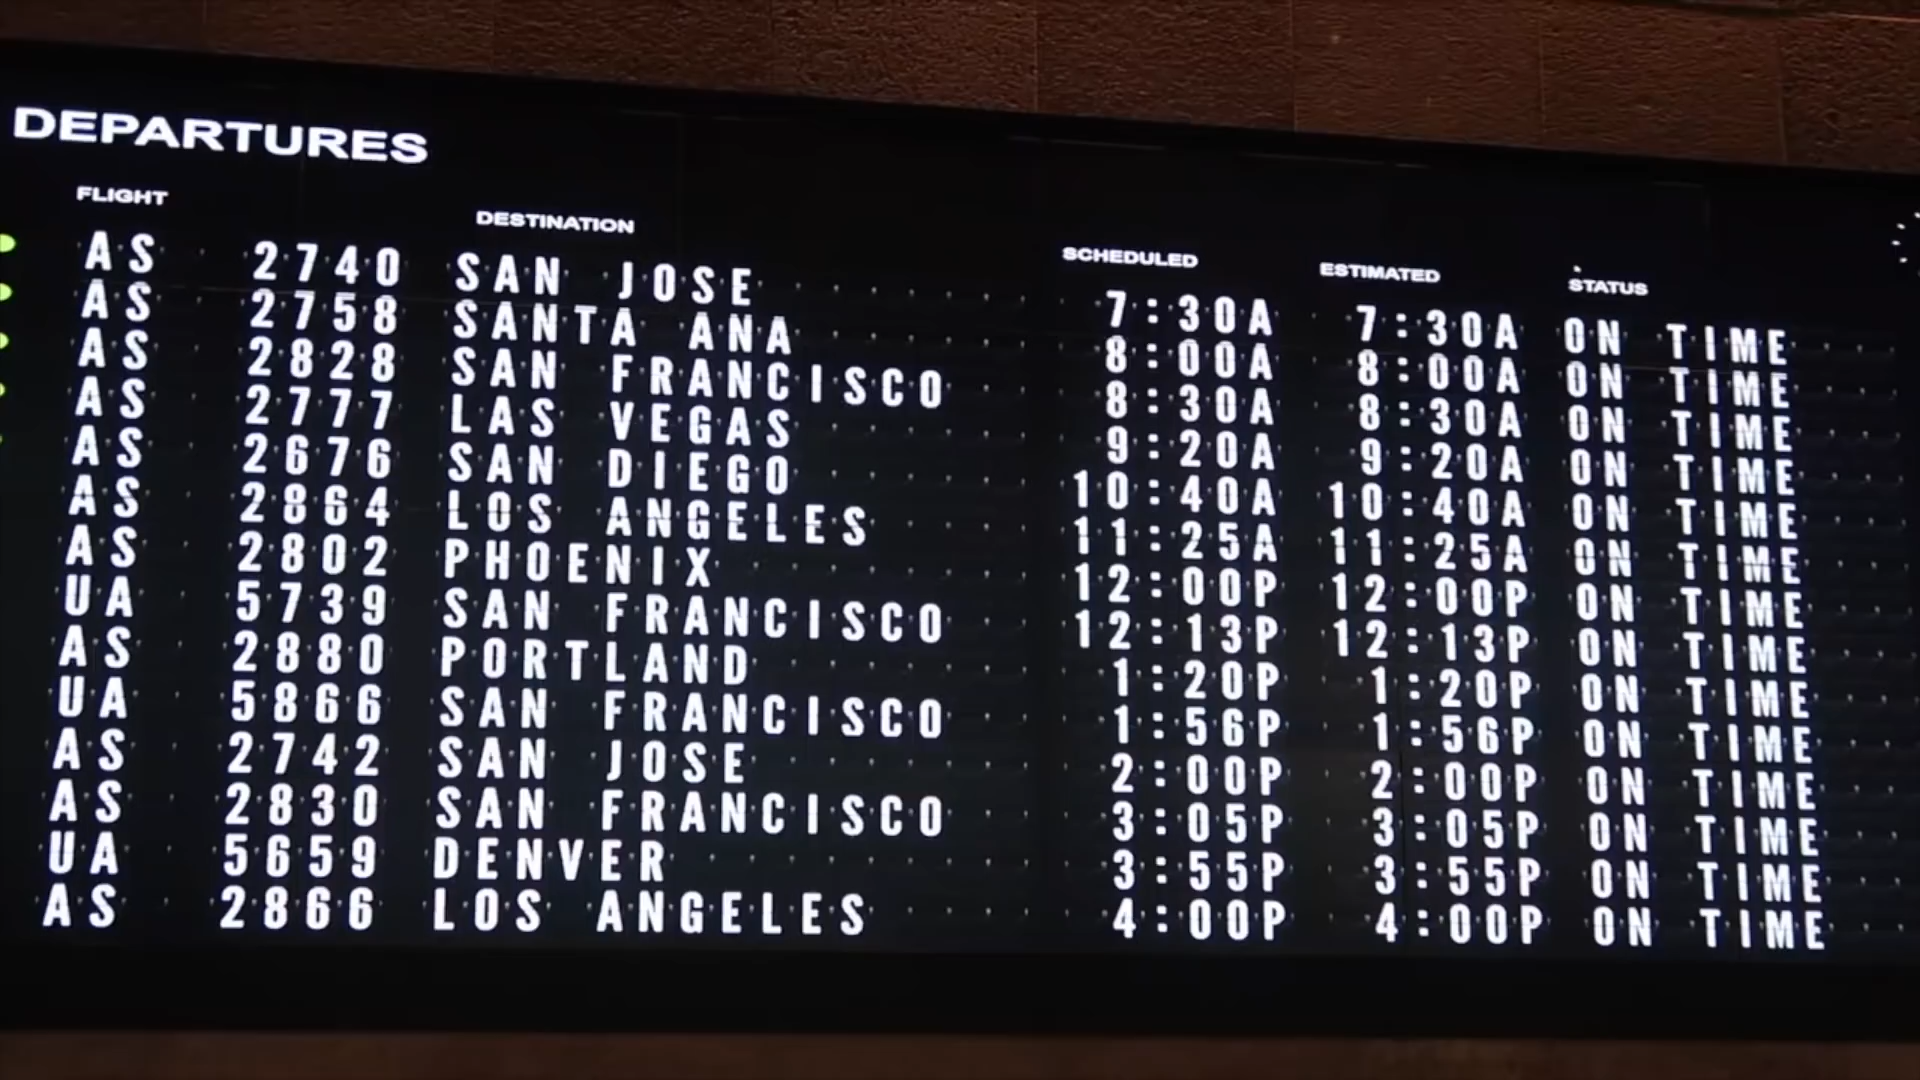 DEPARTURES
FLIGHT DESTINATION SCHEDULED ESTIMATED STATUS
AS 2740 SAN JOSE 7:30A 7:30A ON TIME
AS 2758 SANTA ANA 8:00A 8:00A ON TIME
AS 2828 SAN FRANCISCO 8:30A 8:30A ON TIME
AS 2777 LAS VEGAS 9:20A 9:20A ON TIME
AS 2676 SAN DIEGO 10:40A 10:40A ON TIME
AS 2864 LOS ANGELES 11:25A 11:25A ON TIME
AS 2802 PHOENIX 12:00P 12:00P ON TIME
UA 5739 SAN FRANCISCO 12:13P 12:13P ON TIME
AS 2880 PORTLAND 1:20P 1:20P ON TIME
UA 5866 SAN FRANCISCO 1:56P 1:56P ON TIME
AS 2742 SAN JOSE 2:00P 2:00P ON TIME
AS 2830 SAN FRANCISCO 3:05P 3:05P ON TIME
UA 5659 DENVER 3:55P 3:55P ON TIME
AS 2866 LOS ANGELES 4:00P 4:00P ON TIME